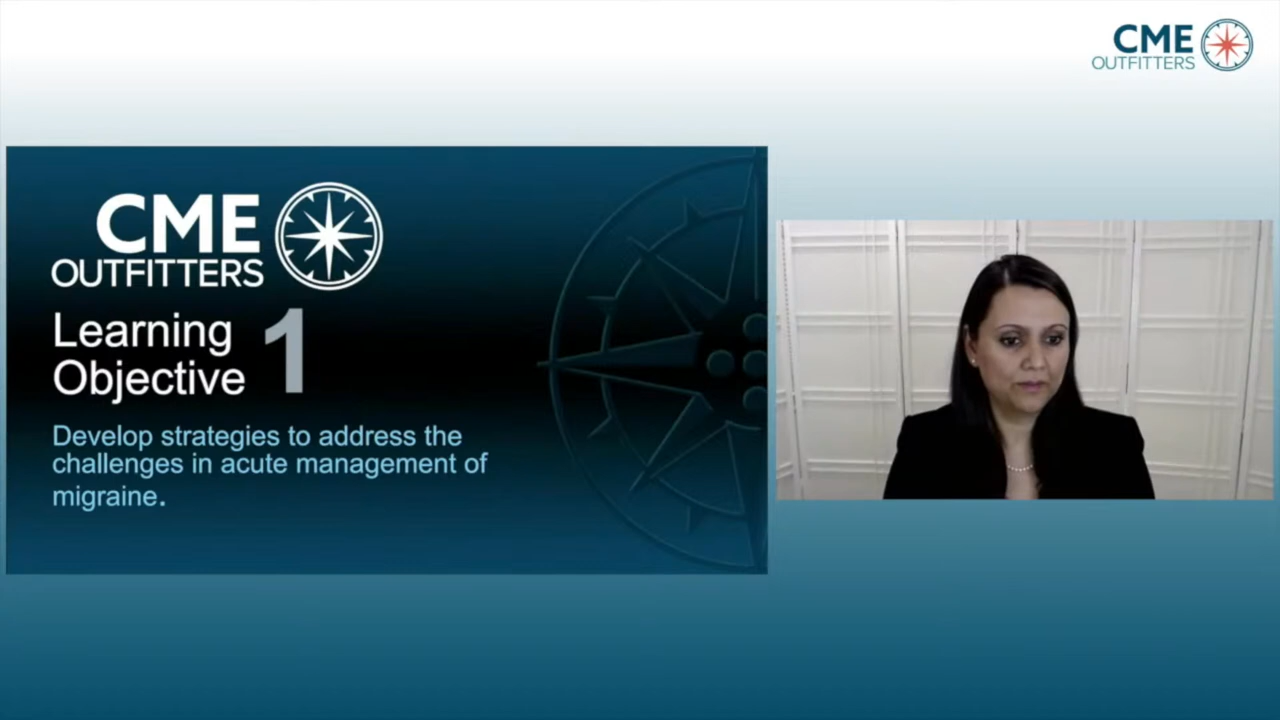 CME
OUTFITTERS
CME
OUTFITTERS
Learning
Objective 1
Develop strategies to address the
challenges in acute management of
migraine.